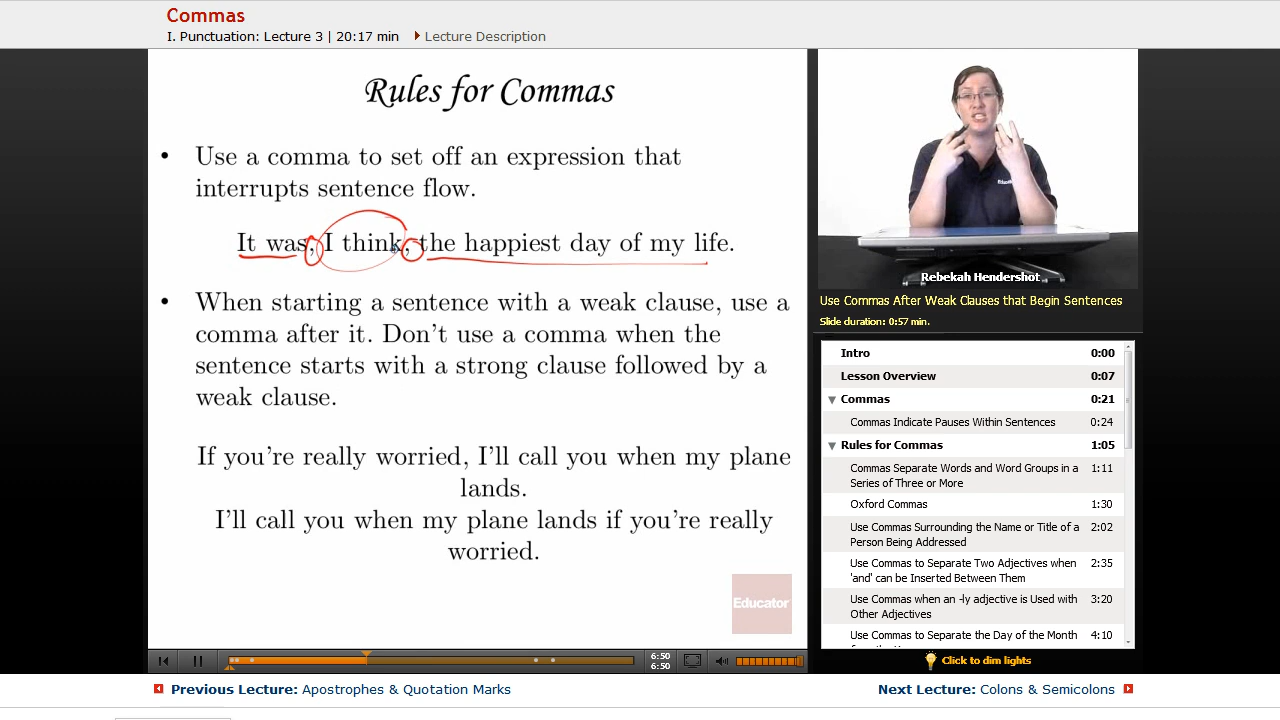 Commas
I. Punctuation: Lecture 3 | 20:17 min
Lecture Description
Rules for Commas
• Use a comma to set off an expression that
interrupts sentence flow.
It was, I think, the happiest day of my life.
• When starting a sentence with a weak clause, use a
comma after it. Don't use a comma when the
sentence starts with a strong clause followed by a
weak clause.
If you're really worried, I'll call you when my plane
lands.
I'll call you when my plane lands if you're really
worried.
Educator
6:50
6:50
Rebekah Hendershot
Use Commas After Weak Clauses that Begin Sentences
Slide duration: 0:57 min.
Intro 0:00
Lesson Overview 0:07
Commas 0:21
Commas Indicate Pauses Within Sentences 0:24
Rules for Commas 1:05
Commas Separate Words and Word Groups in a 1:11
Series of Three or More
Oxford Commas 1:30
Use Commas Surrounding the Name or Title of a 2:02
Person Being Addressed
Use Commas to Separate Two Adjectives when 2:35
'and' can be Inserted Between Them
Use Commas when an -ly adjective is Used with 3:20
Other Adjectives
Use Commas to Separate the Day of the Month 4:10
Click to dim lights
Previous Lecture: Apostrophes & Quotation Marks
Next Lecture: Colons & Semicolons